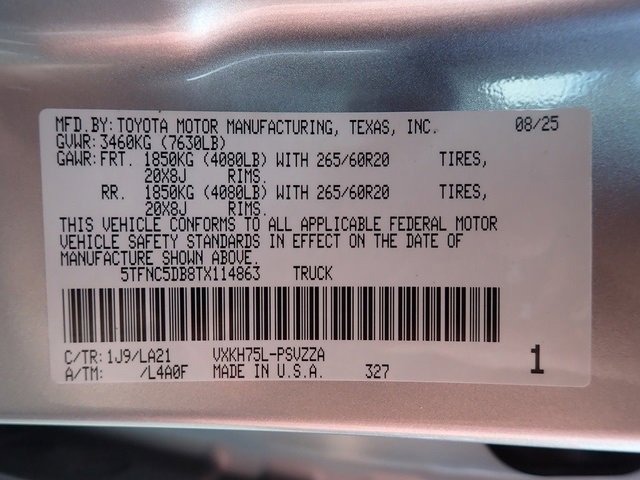 MFD.BY: TOYOTA MOTOR MANUFACTURING, TEXAS, INC. 08/25
GVWR: 3460KG (7630LB)
GAWR: FRT. 1850KG (4080LB) WITH 265/60R20 TIRES,
20X8J RIMS.
RR. 1850KG (4080LB) WITH 265/60R20 TIRES,
20X8J RIMS.
THIS VEHICLE CONFORMS TO ALL APPLICABLE FEDERAL MOTOR
VEHICLE SAFETY STANDARDS IN EFFECT ON THE DATE OF
MANUFACTURE SHOWN ABOVE.
5TFNC5DB8TX114863 TRUCK
C/TR: 1J9/LA21 VXKH75L-PSVZZA 1
A/TM: /L4A0F MADE IN U.S.A. 327